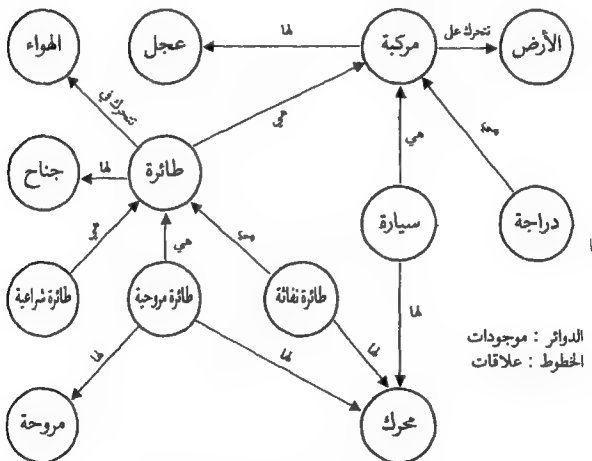 الأرض
تتحرك على
مركبة
لها
عجل
الهواء
تتحرك في
هي
هي
هي
جناح
لها
طائرة
سيارة
دراجة
هي
هي
هي
طائرة شراعية
طائرة مروحية
طائرة نفاثة
لها
لها
لها
لها
الدوائر : موجودات
الخطوط : علاقات
مروحة
محرك